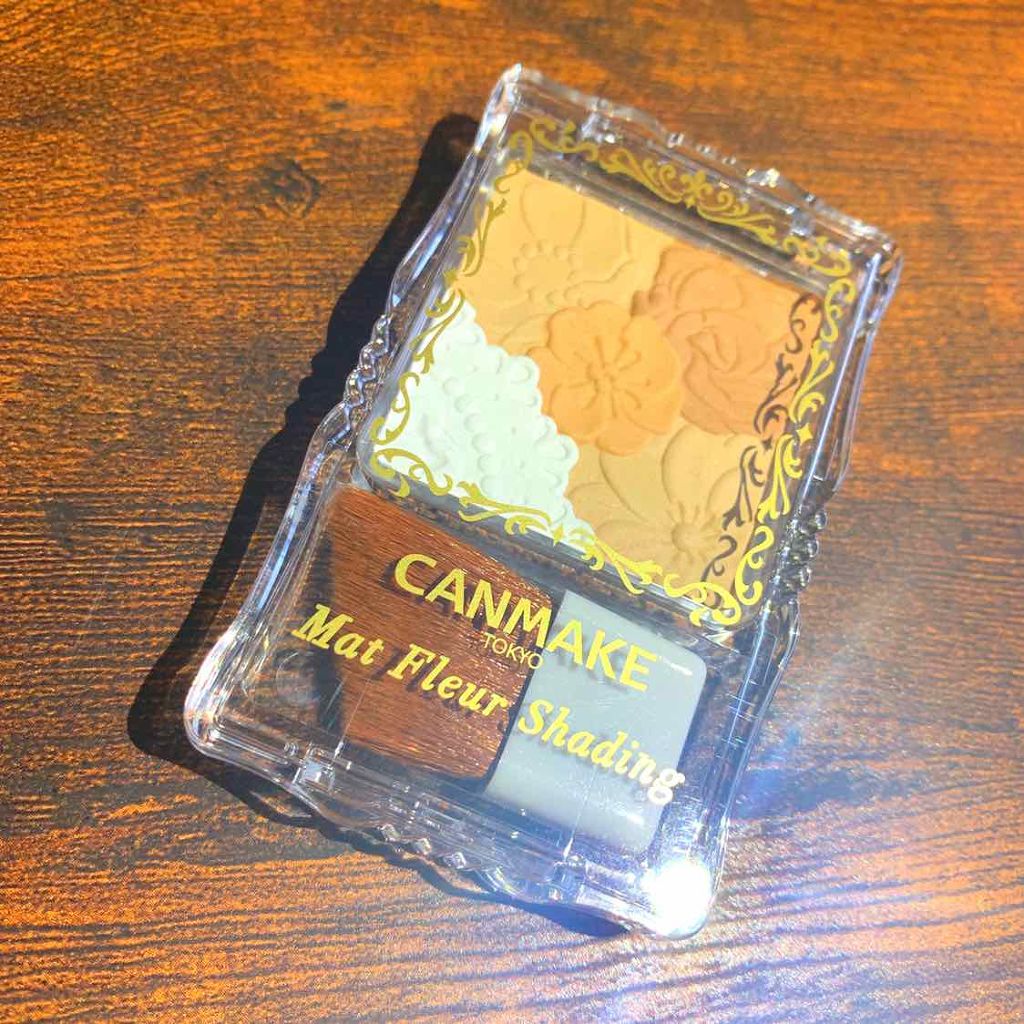 CANMAKE
TOKYO
Mat Fleur Shading